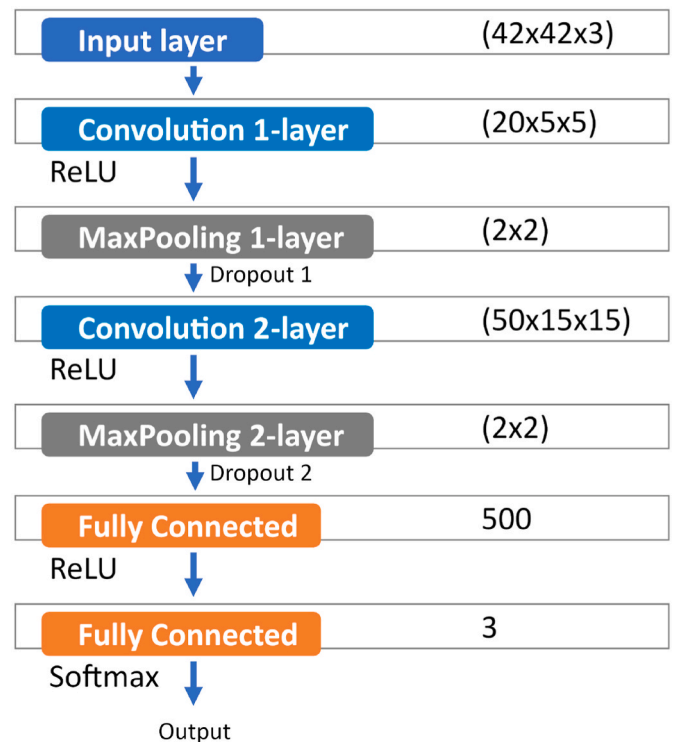 Input layer (42x42x3)
Convolution 1-layer (20x5x5)
ReLU
MaxPooling 1-layer (2x2)
Dropout 1
Convolution 2-layer (50x15x15)
ReLU
MaxPooling 2-layer (2x2)
Dropout 2
Fully Connected 500
ReLU
Fully Connected 3
Softmax
Output